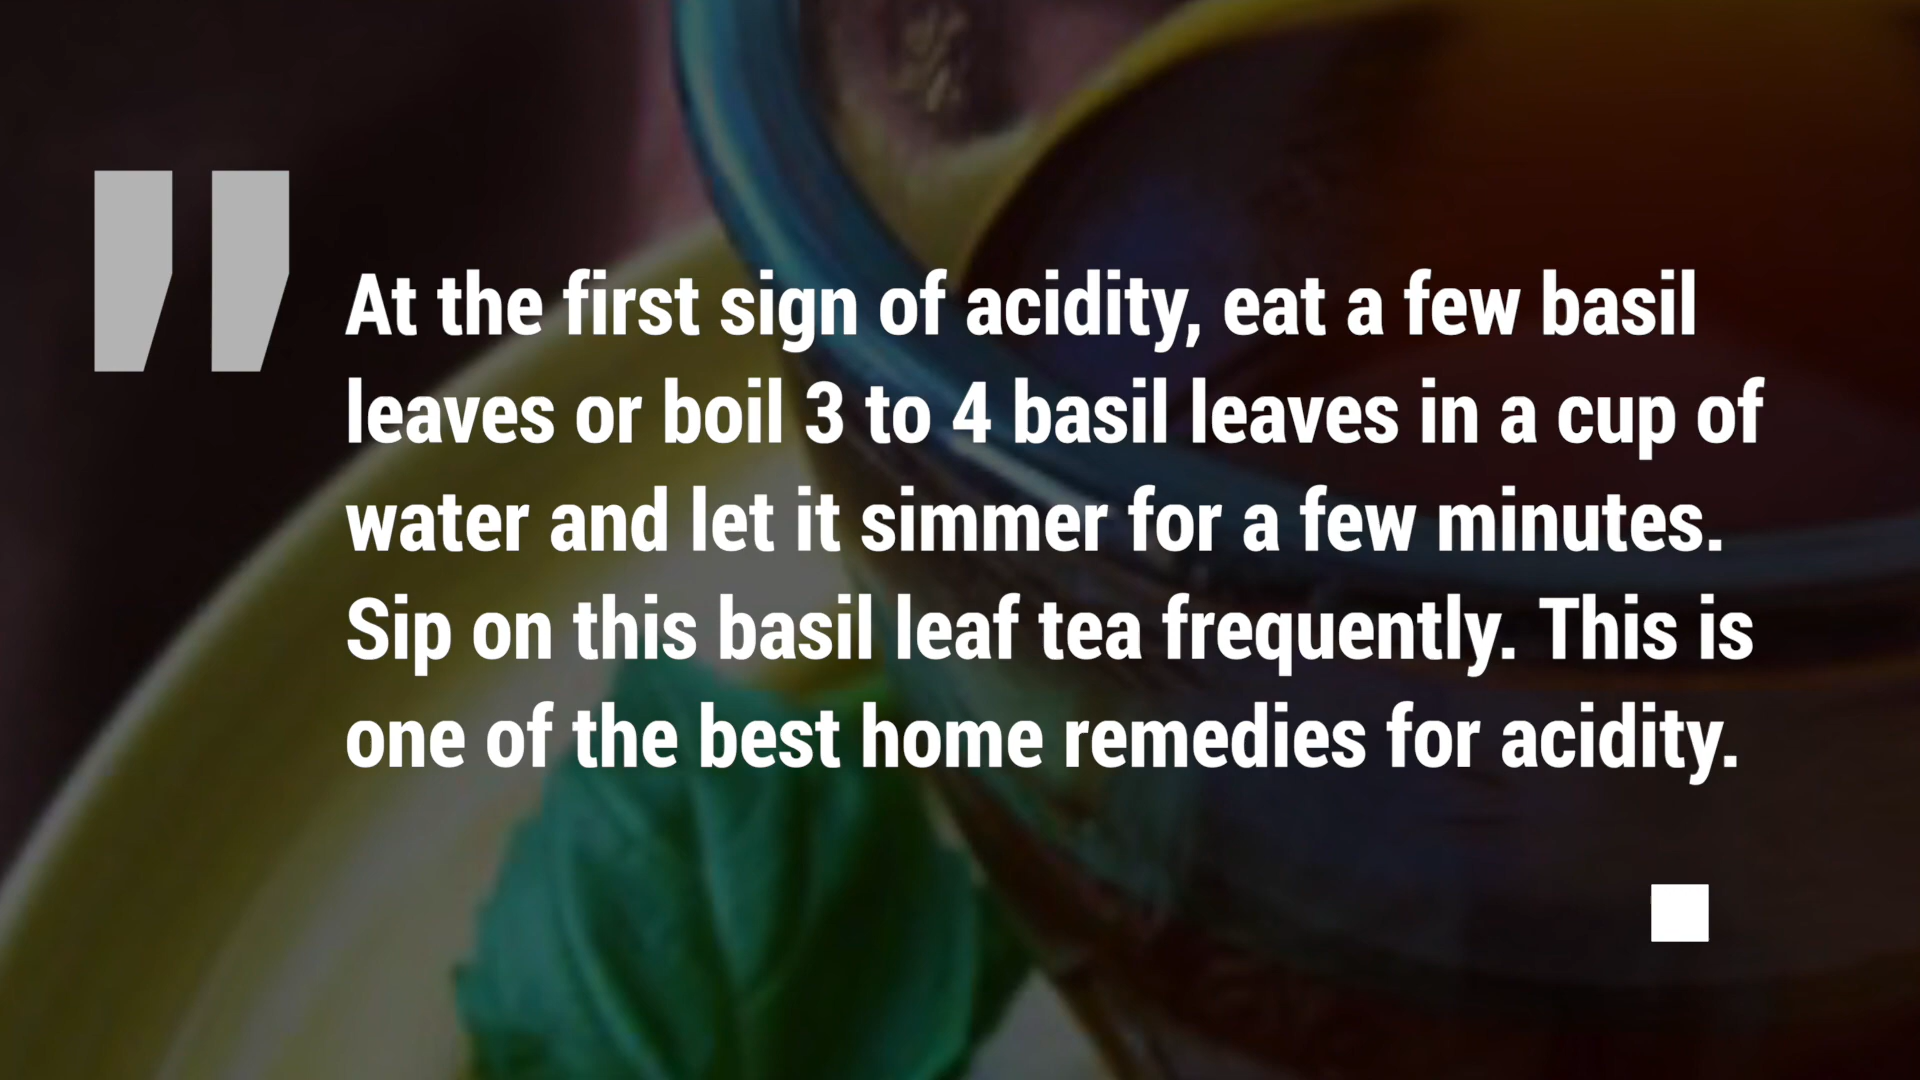 "
At the first sign of acidity, eat a few basil
leaves or boil 3 to 4 basil leaves in a cup of
water and let it simmer for a few minutes.
Sip on this basil leaf tea frequently. This is
one of the best home remedies for acidity.